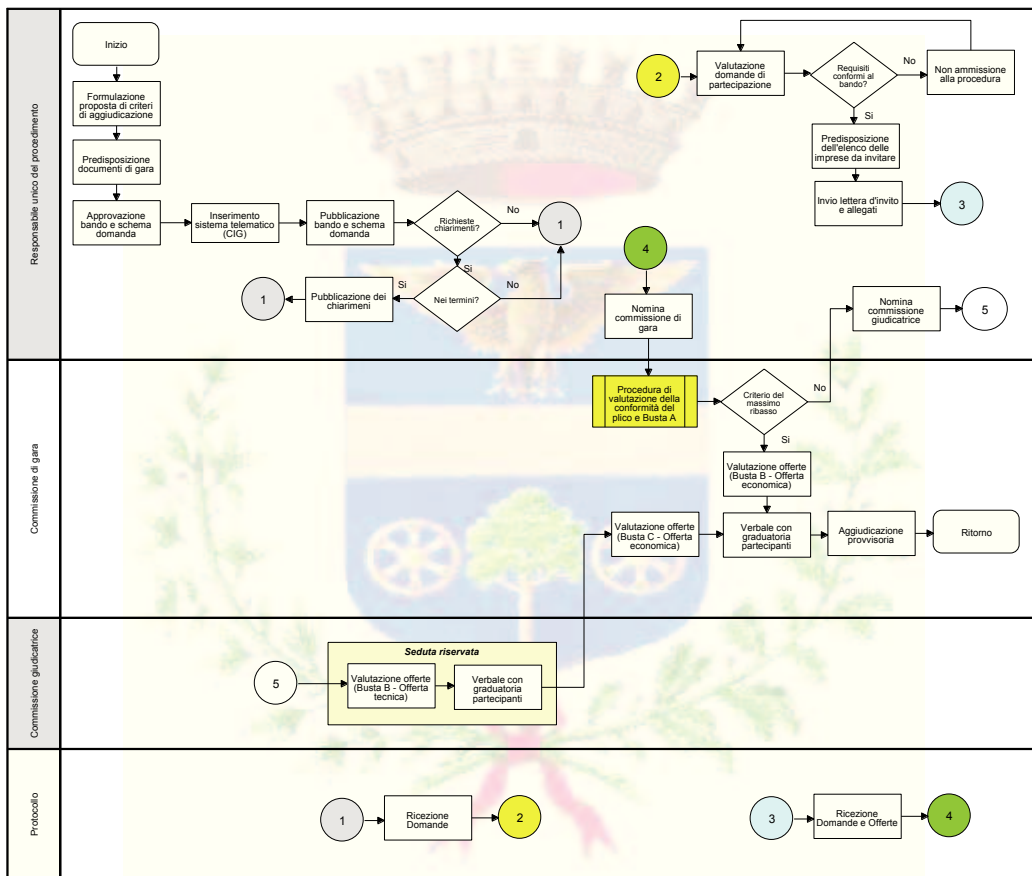 Responsabile unico del procedimento
Inizio
Formulazione
proposta di criteri
di aggiudicazione
Predisposizione
documenti di gara
Approvazione
bando e schema
domanda
Inserimento
sistema telematico
(CIG)
Pubblicazione
bando e schema
domanda
Richieste
chiarimenti?
No
1
Si
Nei termini?
No
Si
Pubblicazione dei
chiarimeni
1
2
Valutazione
domande di
partecipazione
Requisiti
conformi al
bando?
No
Non ammissione
alla procedura
Si
Predisposizione
dell'elenco delle
imprese da invitare
Invio lettera d'invito
e allegati
3
4
Nomina
commissione di
gara
Nomina
commissione
giudicatrice
5
Commissione di gara
Procedura di
valutazione della
conformità del
plico e Busta A
Criterio del
massimo
ribasso
No
Si
Valutazione offerte
(Busta B - Offerta
economica)
Valutazione offerte
(Busta C - Offerta
economica)
Verbale con
graduatoria
partecipanti
Aggiudicazione
provvisoria
Ritorno
Commissione giudicatrice
5
Seduta riservata
Valutazione offerte
(Busta B - Offerta
tecnica)
Verbale con
graduatoria
partecipanti
Protocollo
1
Ricezione
Domande
2
3
Ricezione
Domande e Offerte
4